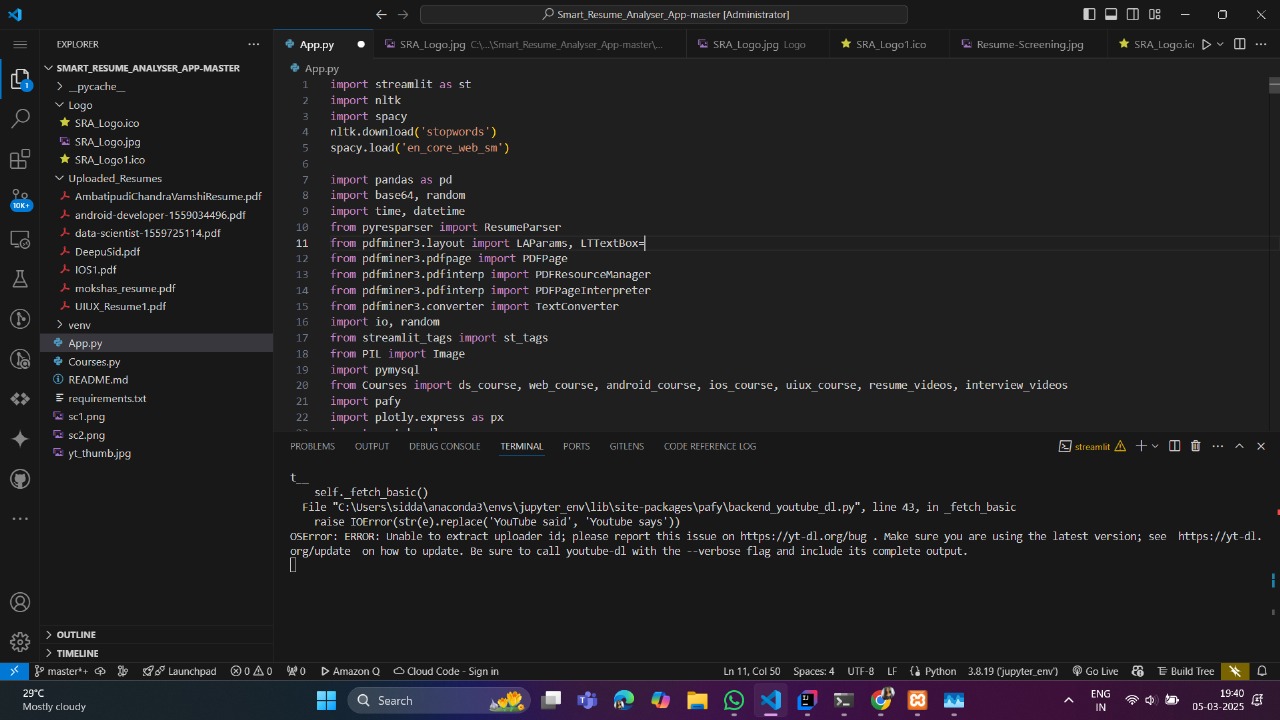 Smart_Resume_Analyser_App-master [Administrator]
EXPLORER
App.py
SRA_Logo.jpg C:\...\Smart_Resume_Analyser_App-master\...
SRA_Logo.jpg Logo
SRA_Logo1.ico
Resume-Screening.jpg
SRA_Logo.ic
SMART_RESUME_ANALYSER_APP-MASTER
__pycache__
Logo
SRA_Logo.ico
SRA_Logo.jpg
SRA_Logo1.ico
Uploaded_Resumes
AmbatipudiChandraVamshiResume.pdf
android-developer-1559034496.pdf
data-scientist-1559725114.pdf
DeepuSid.pdf
IOS1.pdf
mokshas_resume.pdf
UIUX_Resume1.pdf
venv
App.py
Courses.py
README.md
requirements.txt
sc1.png
sc2.png
yt_thumb.jpg
OUTLINE
TIMELINE
1
10K+
App.py
1 import streamlit as st
2 import nltk
3 import spacy
4 nltk.download('stopwords')
5 spacy.load('en_core_web_sm')
6
7 import pandas as pd
8 import base64, random
9 import time, datetime
10 from pyresparser import ResumeParser
11 from pdfminer3.layout import LAParams, LTTextBox=
12 from pdfminer3.pdfpage import PDFPage
13 from pdfminer3.pdfinterp import PDFResourceManager
14 from pdfminer3.pdfinterp import PDFPageInterpreter
15 from pdfminer3.converter import TextConverter
16 import io, random
17 from streamlit_tags import st_tags
18 from PIL import Image
19 import pymysql
20 from Courses import ds_course, web_course, android_course, ios_course, uiux_course, resume_videos, interview_videos
21 import pafy
22 import plotly.express as px
PROBLEMS OUTPUT DEBUG CONSOLE TERMINAL PORTS GITLENS CODE REFERENCE LOG
streamlit
t__
self._fetch_basic()
File "C:\Users\sidda\anaconda3\envs\jupyter_env\lib\site-packages\pafy\backend_youtube_dl.py", line 43, in _fetch_basic
raise IOError(str(e).replace('YouTube said', 'Youtube says'))
OSError: ERROR: Unable to extract uploader id; please report this issue on https://yt-dl.org/bug . Make sure you are using the latest version; see  https://yt-dl.
org/update  on how to update. Be sure to call youtube-dl with the --verbose flag and include its complete output.
master*+ Launchpad 0 0 0 Amazon Q Cloud Code - Sign in Ln 11, Col 50 Spaces: 4 UTF-8 LF Python 3.8.19 ('jupyter_env') Go Live Build Tree
29°C
Mostly cloudy
Search
ENG
IN
19:40
05-03-2025